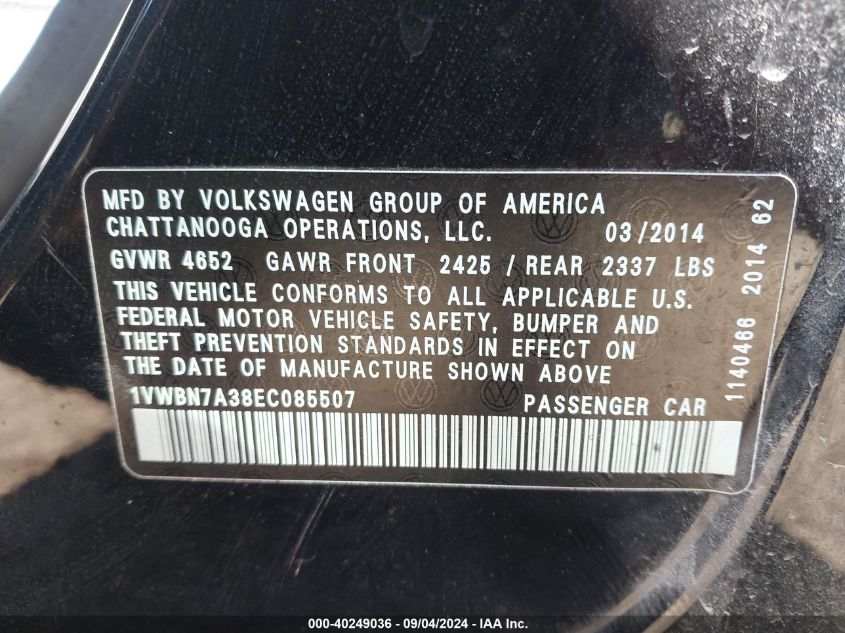 MFD BY VOLKSWAGEN GROUP OF AMERICA
CHATTANOOGA OPERATIONS, LLC. 03/2014
GVWR 4652 GAWR FRONT 2425 / REAR 2337 LBS
THIS VEHICLE CONFORMS TO ALL APPLICABLE U.S.
FEDERAL MOTOR VEHICLE SAFETY, BUMPER AND
THEFT PREVENTION STANDARDS IN EFFECT ON
THE DATE OF MANUFACTURE SHOWN ABOVE.
1VWBN7A38EC085507 PASSENGER CAR
1140466 2014 62
000-40249036 - 09/04/2024 - IAA Inc.